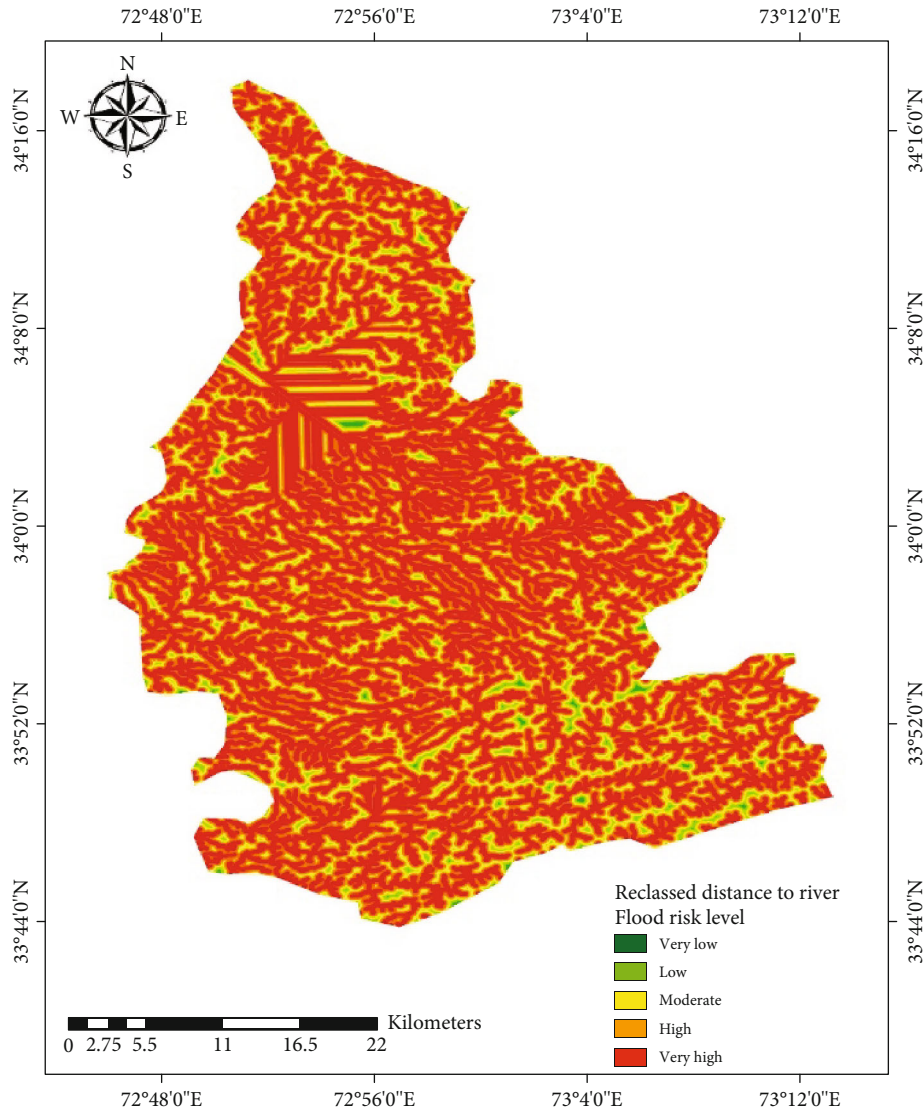 72°48'0"E 72°56'0"E 73°4'0"E 73°12'0"E
N
W E
S
34°16'0"N 34°16'0"N
34°8'0"N 34°8'0"N
34°0'0"N 34°0'0"N
33°52'0"N 33°52'0"N
33°44'0"N 33°44'0"N
Reclassed distance to river
Flood risk level
Very low
Low
Moderate
High
Very high
Kilometers
0 2.75 5.5 11 16.5 22
72°48'0"E 72°56'0"E 73°4'0"E 73°12'0"E